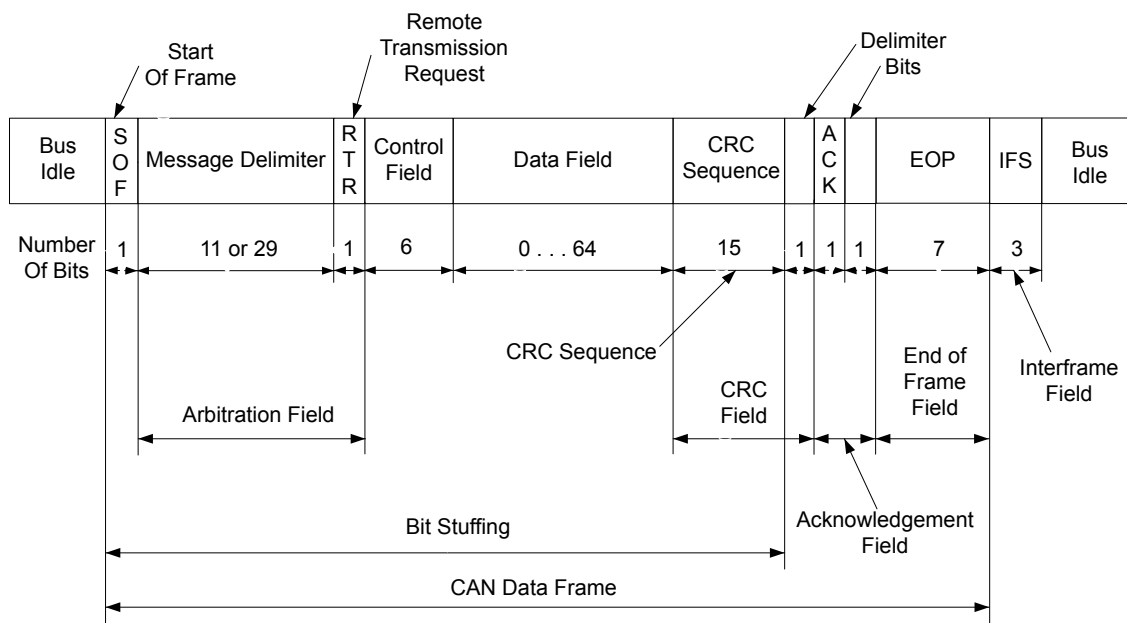 Start
Of Frame
Remote
Transmission
Request
Delimiter
Bits
Bus
Idle
S
O
F
Message Delimiter
R
T
R
Control
Field
Data Field
CRC
Sequence
A
C
K
EOP
IFS
Bus
Idle
Number
Of Bits
1
11 or 29
1
6
0 . . . 64
15
1
1
1
7
3
CRC Sequence
End of
Frame
Field
Interframe
Field
Arbitration Field
CRC
Field
Bit Stuffing
Acknowledgement
Field
CAN Data Frame